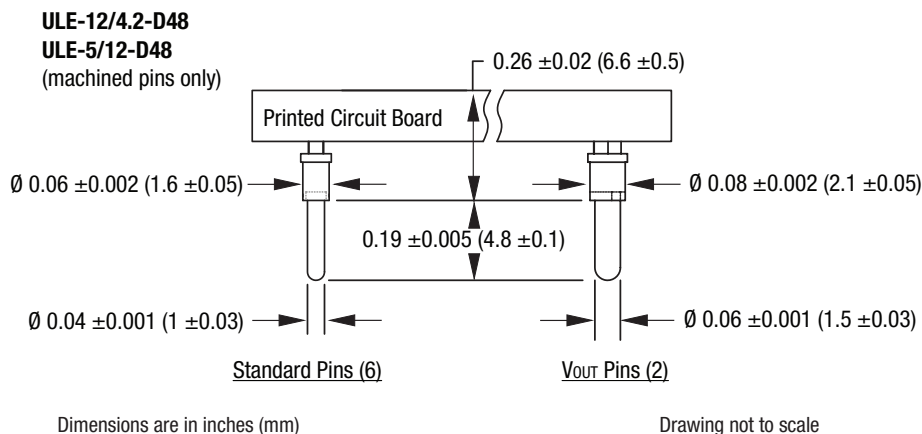 ULE-12/4.2-D48
ULE-5/12-D48
(machined pins only)
0.26 ±0.02 (6.6 ±0.5)
Printed Circuit Board
Ø 0.06 ±0.002 (1.6 ±0.05)
Ø 0.08 ±0.002 (2.1 ±0.05)
0.19 ±0.005 (4.8 ±0.1)
Ø 0.04 ±0.001 (1 ±0.03)
Ø 0.06 ±0.001 (1.5 ±0.03)
Standard Pins (6)
VOUT Pins (2)
Dimensions are in inches (mm)
Drawing not to scale